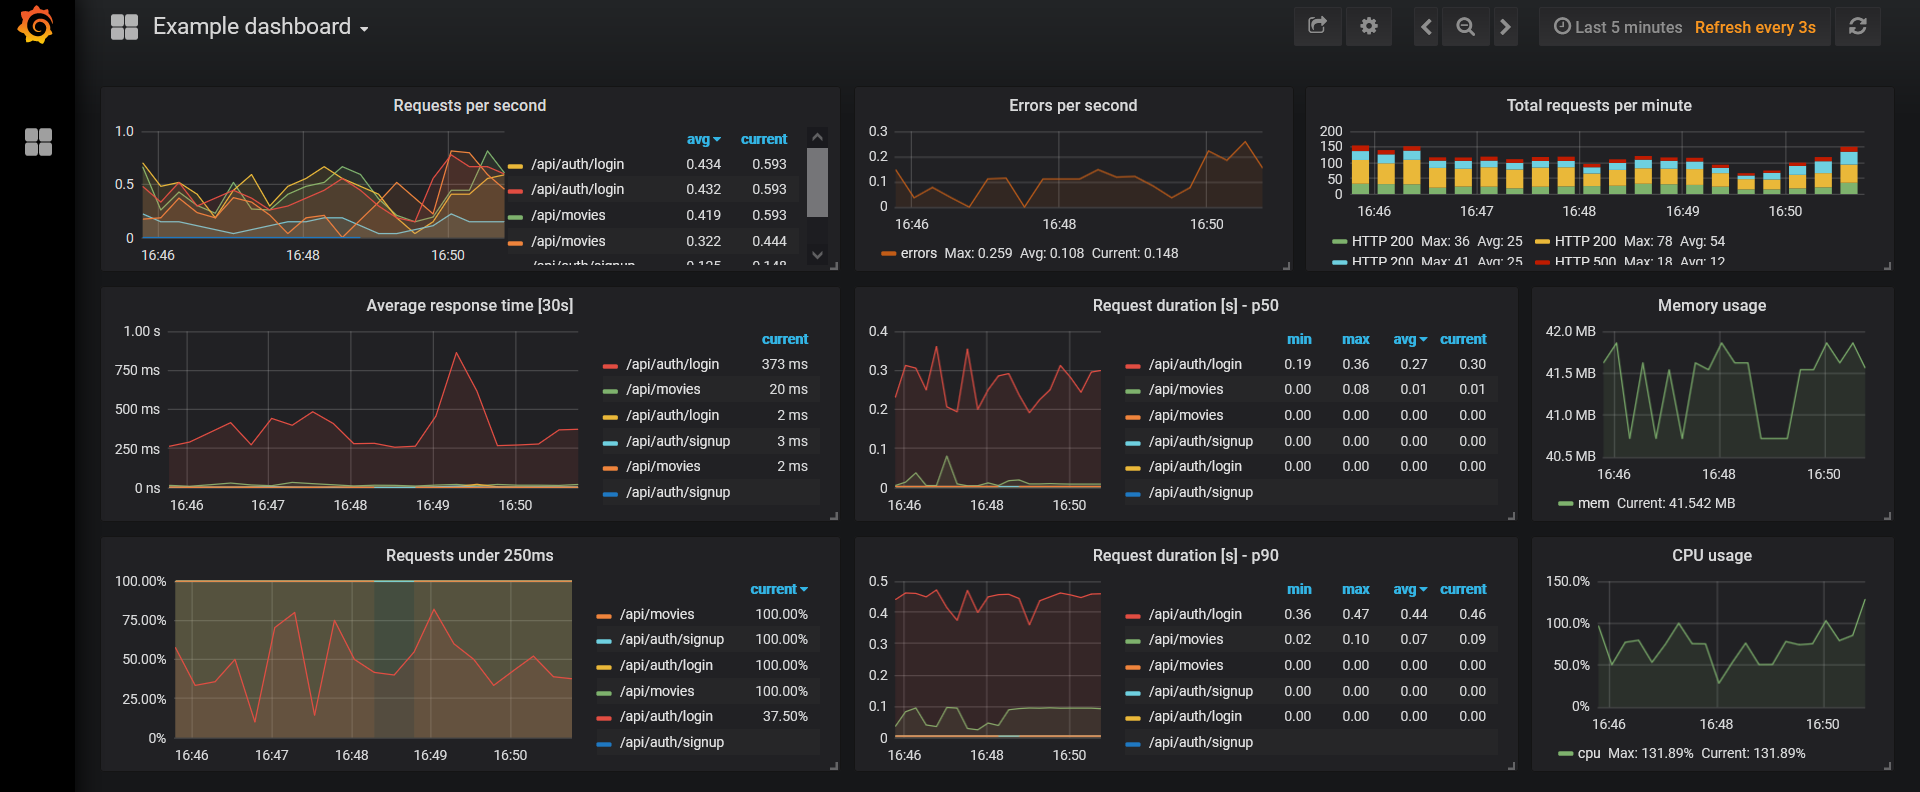 Example dashboard
Last 5 minutes Refresh every 3s
Requests per second
1.0
0.5
0
16:46 16:48 16:50
avg current
/api/auth/login 0.434 0.593
/api/auth/login 0.432 0.593
/api/movies 0.419 0.593
/api/movies 0.322 0.444
/api/auth/signup 0.125 0.148
Errors per second
0.3
0.2
0.1
0
16:46 16:48 16:50
errors Max: 0.259 Avg: 0.108 Current: 0.148
Total requests per minute
200
150
100
50
0
16:46 16:47 16:48 16:49 16:50
HTTP 200 Max: 36 Avg: 25 HTTP 200 Max: 78 Avg: 54
HTTP 200 Max: 41 Avg: 25 HTTP 500 Max: 18 Avg: 12
Average response time [30s]
1.00 s
750 ms
500 ms
250 ms
0 ns
16:46 16:47 16:48 16:49 16:50
current
/api/auth/login 373 ms
/api/movies 20 ms
/api/auth/login 2 ms
/api/auth/signup 3 ms
/api/movies 2 ms
/api/auth/signup
Request duration [s] - p50
0.4
0.3
0.2
0.1
0
16:46 16:48 16:50
min max avg current
/api/auth/login 0.19 0.36 0.27 0.30
/api/movies 0.00 0.08 0.01 0.01
/api/movies 0.00 0.00 0.00 0.00
/api/auth/signup 0.00 0.00 0.00 0.00
/api/auth/login 0.00 0.00 0.00 0.00
/api/auth/signup
Memory usage
42.0 MB
41.5 MB
41.0 MB
40.5 MB
16:46 16:48 16:50
mem Current: 41.542 MB
Requests under 250ms
100.00%
75.00%
50.00%
25.00%
0%
16:46 16:47 16:48 16:49 16:50
current
/api/movies 100.00%
/api/auth/signup 100.00%
/api/auth/login 100.00%
/api/movies 100.00%
/api/auth/login 37.50%
/api/auth/signup
Request duration [s] - p90
0.5
0.4
0.3
0.2
0.1
0
16:46 16:48 16:50
min max avg current
/api/auth/login 0.36 0.47 0.44 0.46
/api/movies 0.02 0.10 0.07 0.09
/api/movies 0.00 0.00 0.00 0.00
/api/auth/signup 0.00 0.00 0.00 0.00
/api/auth/login 0.00 0.00 0.00 0.00
/api/auth/signup
CPU usage
150.0%
100.0%
50.0%
0%
16:46 16:48 16:50
cpu Max: 131.89% Current: 131.89%